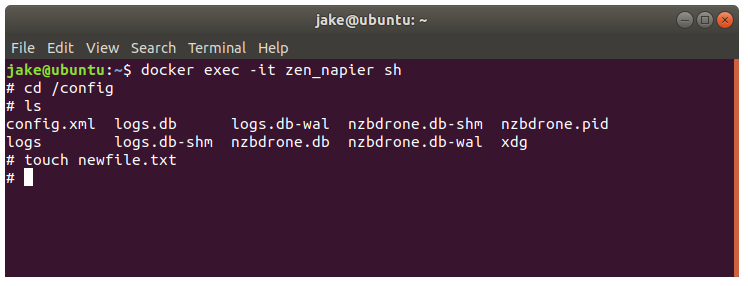 jake@ubuntu: ~
File Edit View Search Terminal Help
jake@ubuntu:~$ docker exec -it zen_napier sh
# cd /config
# ls
config.xml  logs.db      logs.db-wal  nzbdrone.db-shm  nzbdrone.pid
logs        logs.db-shm  nzbdrone.db  nzbdrone.db-wal  xdg
# touch newfile.txt
#